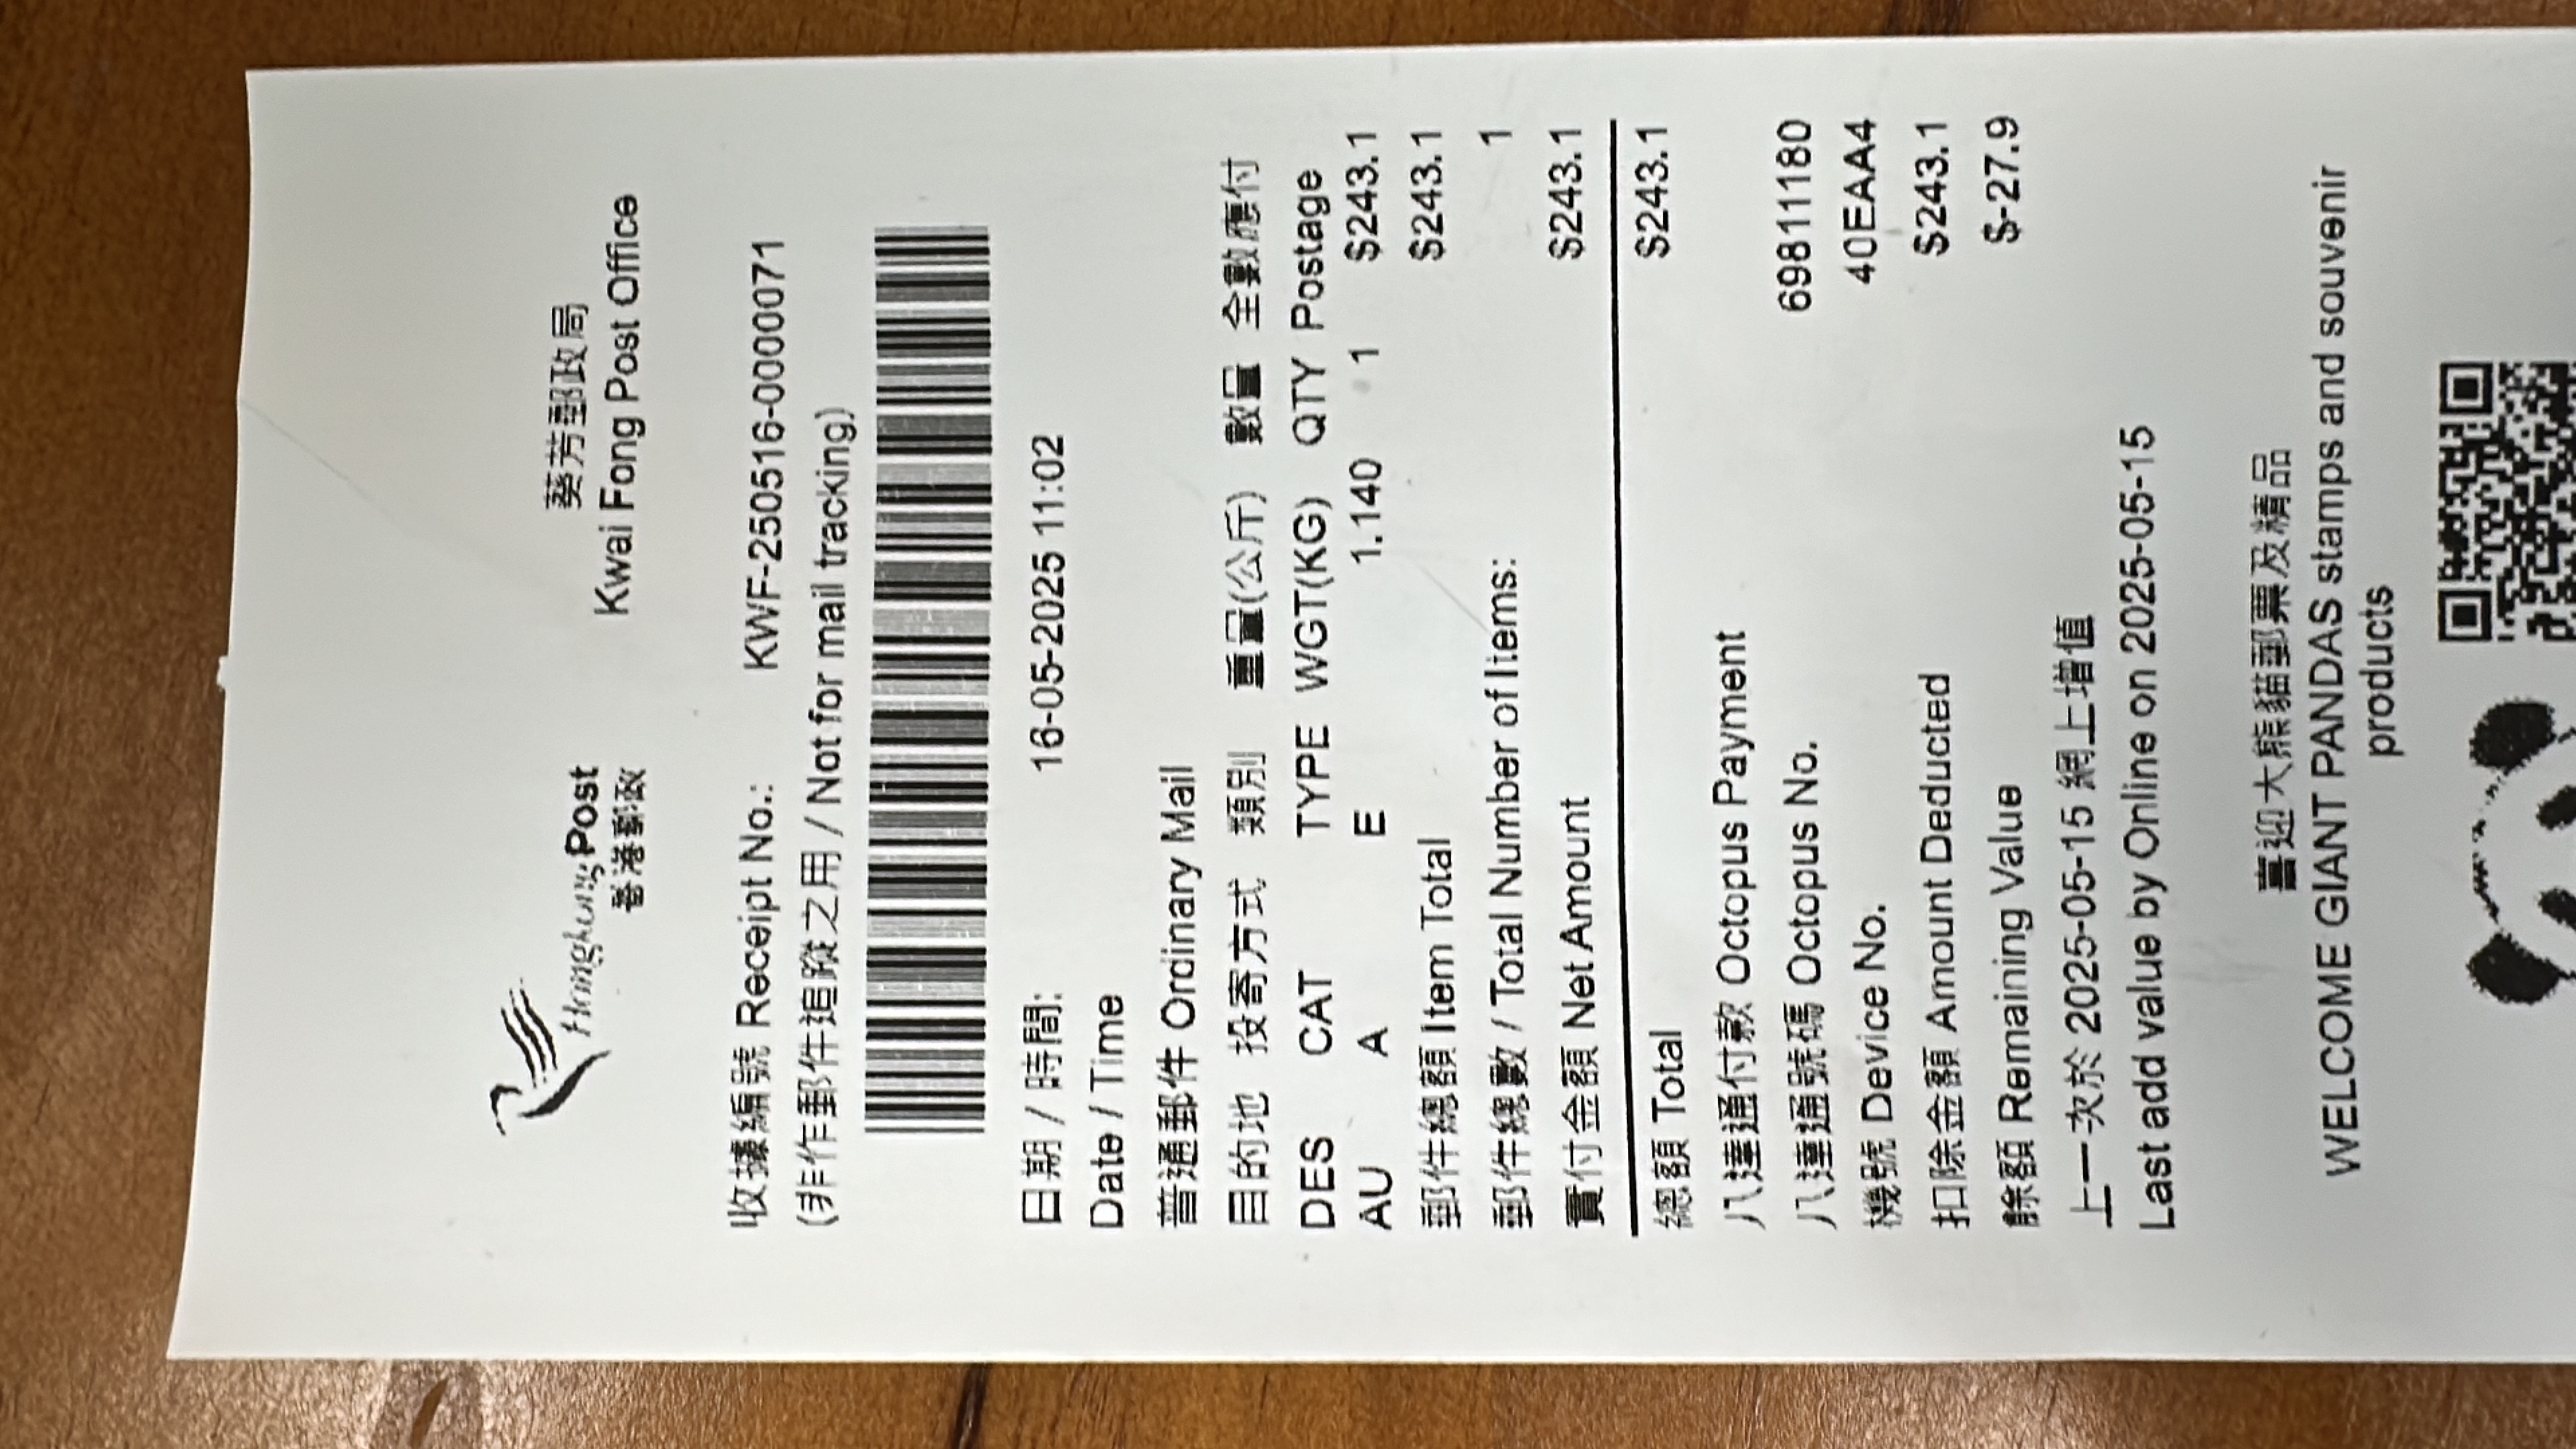 Hongkong Post
香港郵政
葵芳郵政局
Kwai Fong Post Office
收據編號 Receipt No.: KWF-250516-0000071
(非作郵件追蹤之用 / Not for mail tracking)
日期 / 時間: 16-05-2025 11:02
Date / Time
普通郵件 Ordinary Mail
目的地 投寄方式 類別 重量(公斤) 數量 全數應付
DES CAT TYPE WGT(KG) QTY Postage
AU A E 1.140 1 $243.1
郵件總額 Item Total $243.1
郵件總數 / Total Number of Items: 1
實付金額 Net Amount $243.1
總額 Total $243.1
八達通付款 Octopus Payment
八達通號碼 Octopus No. 69811180
機號 Device No. 40EAA4
扣除金額 Amount Deducted $243.1
餘額 Remaining Value $-27.9
上一次於 2025-05-15 網上增值
Last add value by Online on 2025-05-15
喜迎大熊貓郵票及精品
WELCOME GIANT PANDAS stamps and souvenir
products